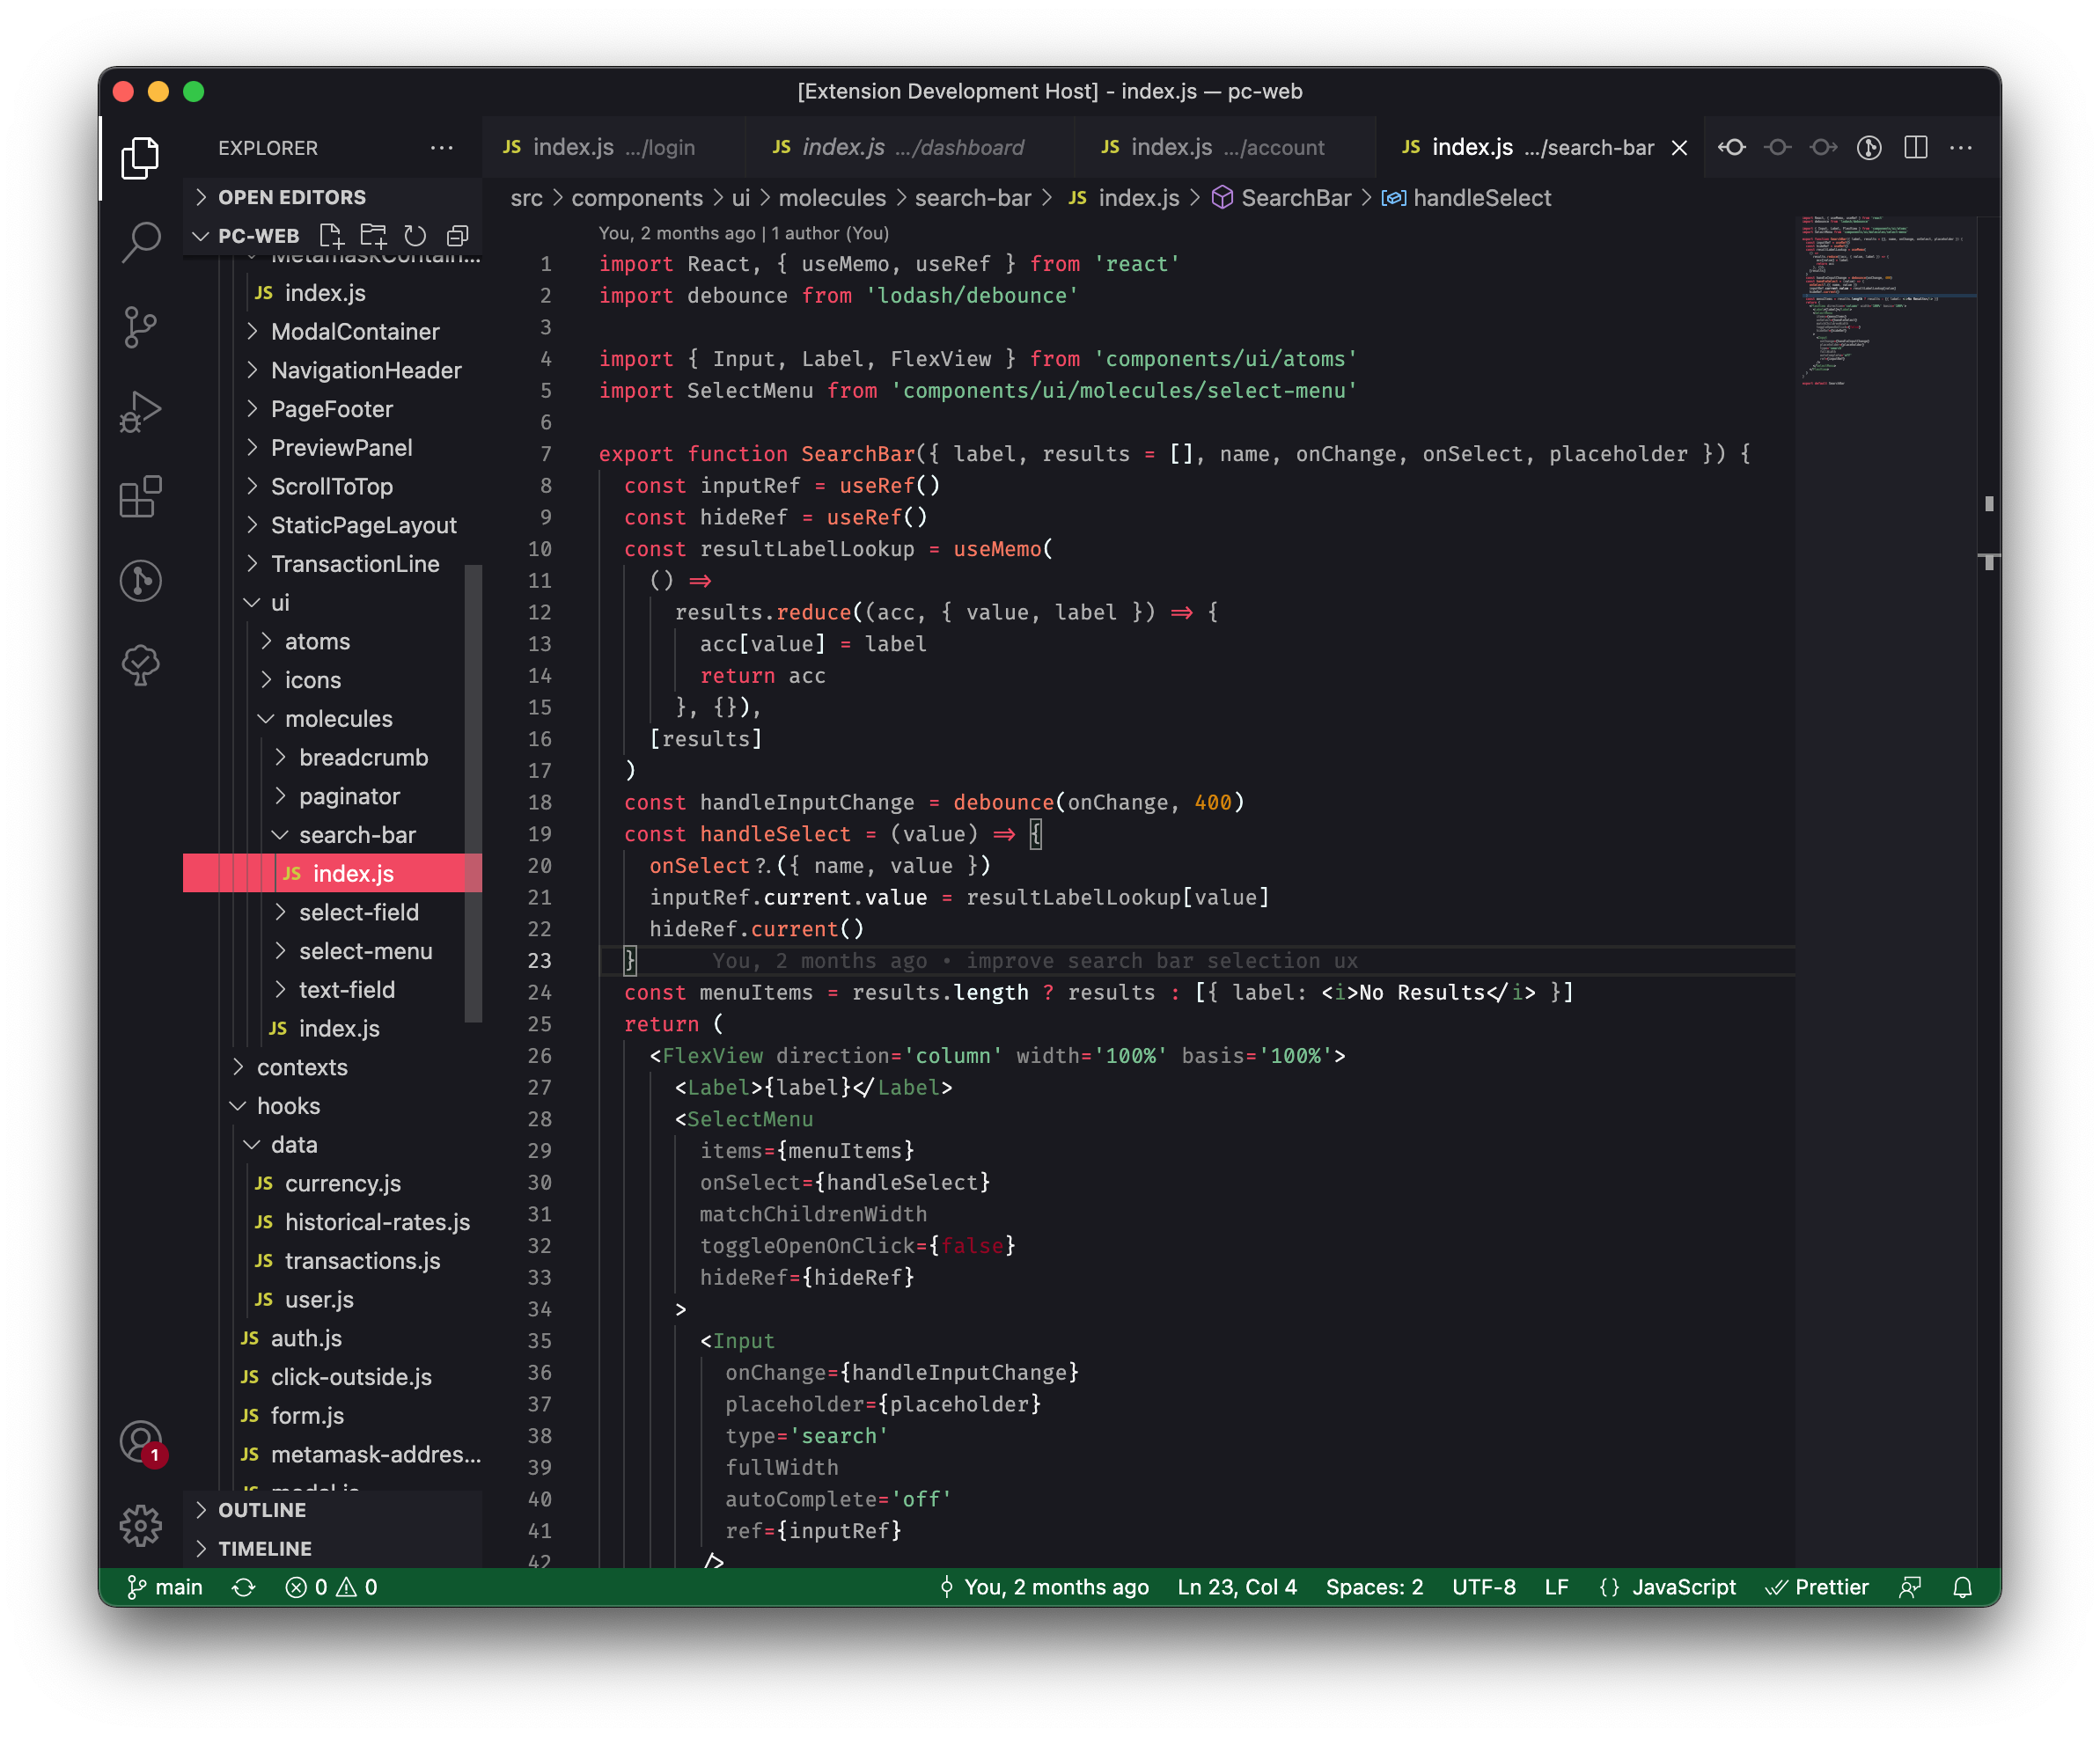 [Extension Development Host] - index.js — pc-web
EXPLORER
OPEN EDITORS
PC-WEB
MetamaskContain...
JS index.js
ModalContainer
NavigationHeader
PageFooter
PreviewPanel
ScrollToTop
StaticPageLayout
TransactionLine
ui
atoms
icons
molecules
breadcrumb
paginator
search-bar
JS index.js
select-field
select-menu
text-field
JS index.js
contexts
hooks
data
JS currency.js
JS historical-rates.js
JS transactions.js
JS user.js
JS auth.js
JS click-outside.js
JS form.js
JS metamask-addres...
OUTLINE
TIMELINE
JS index.js .../login
JS index.js .../dashboard
JS index.js .../account
JS index.js .../search-bar
src > components > ui > molecules > search-bar > JS index.js > SearchBar > handleSelect
You, 2 months ago | 1 author (You)
1 import React, { useMemo, useRef } from 'react'
2 import debounce from 'lodash/debounce'
3
4 import { Input, Label, FlexView } from 'components/ui/atoms'
5 import SelectMenu from 'components/ui/molecules/select-menu'
6
7 export function SearchBar({ label, results = [], name, onChange, onSelect, placeholder }) {
8 const inputRef = useRef()
9 const hideRef = useRef()
10 const resultLabelLookup = useMemo(
11 () =>
12 results.reduce((acc, { value, label }) => {
13 acc[value] = label
14 return acc
15 }, {}),
16 [results]
17 )
18 const handleInputChange = debounce(onChange, 400)
19 const handleSelect = (value) => {
20 onSelect?.({ name, value })
21 inputRef.current.value = resultLabelLookup[value]
22 hideRef.current()
23 } You, 2 months ago • improve search bar selection ux
24 const menuItems = results.length ? results : [{ label: <i>No Results</i> }]
25 return (
26 <FlexView direction='column' width='100%' basis='100%'>
27 <Label>{label}</Label>
28 <SelectMenu
29 items={menuItems}
30 onSelect={handleSelect}
31 matchChildrenWidth
32 toggleOpenOnClick={false}
33 hideRef={hideRef}
34 >
35 <Input
36 onChange={handleInputChange}
37 placeholder={placeholder}
38 type='search'
39 fullWidth
40 autoComplete='off'
41 ref={inputRef}
42 />
1
main 0 0 You, 2 months ago Ln 23, Col 4 Spaces: 2 UTF-8 LF {} JavaScript Prettier